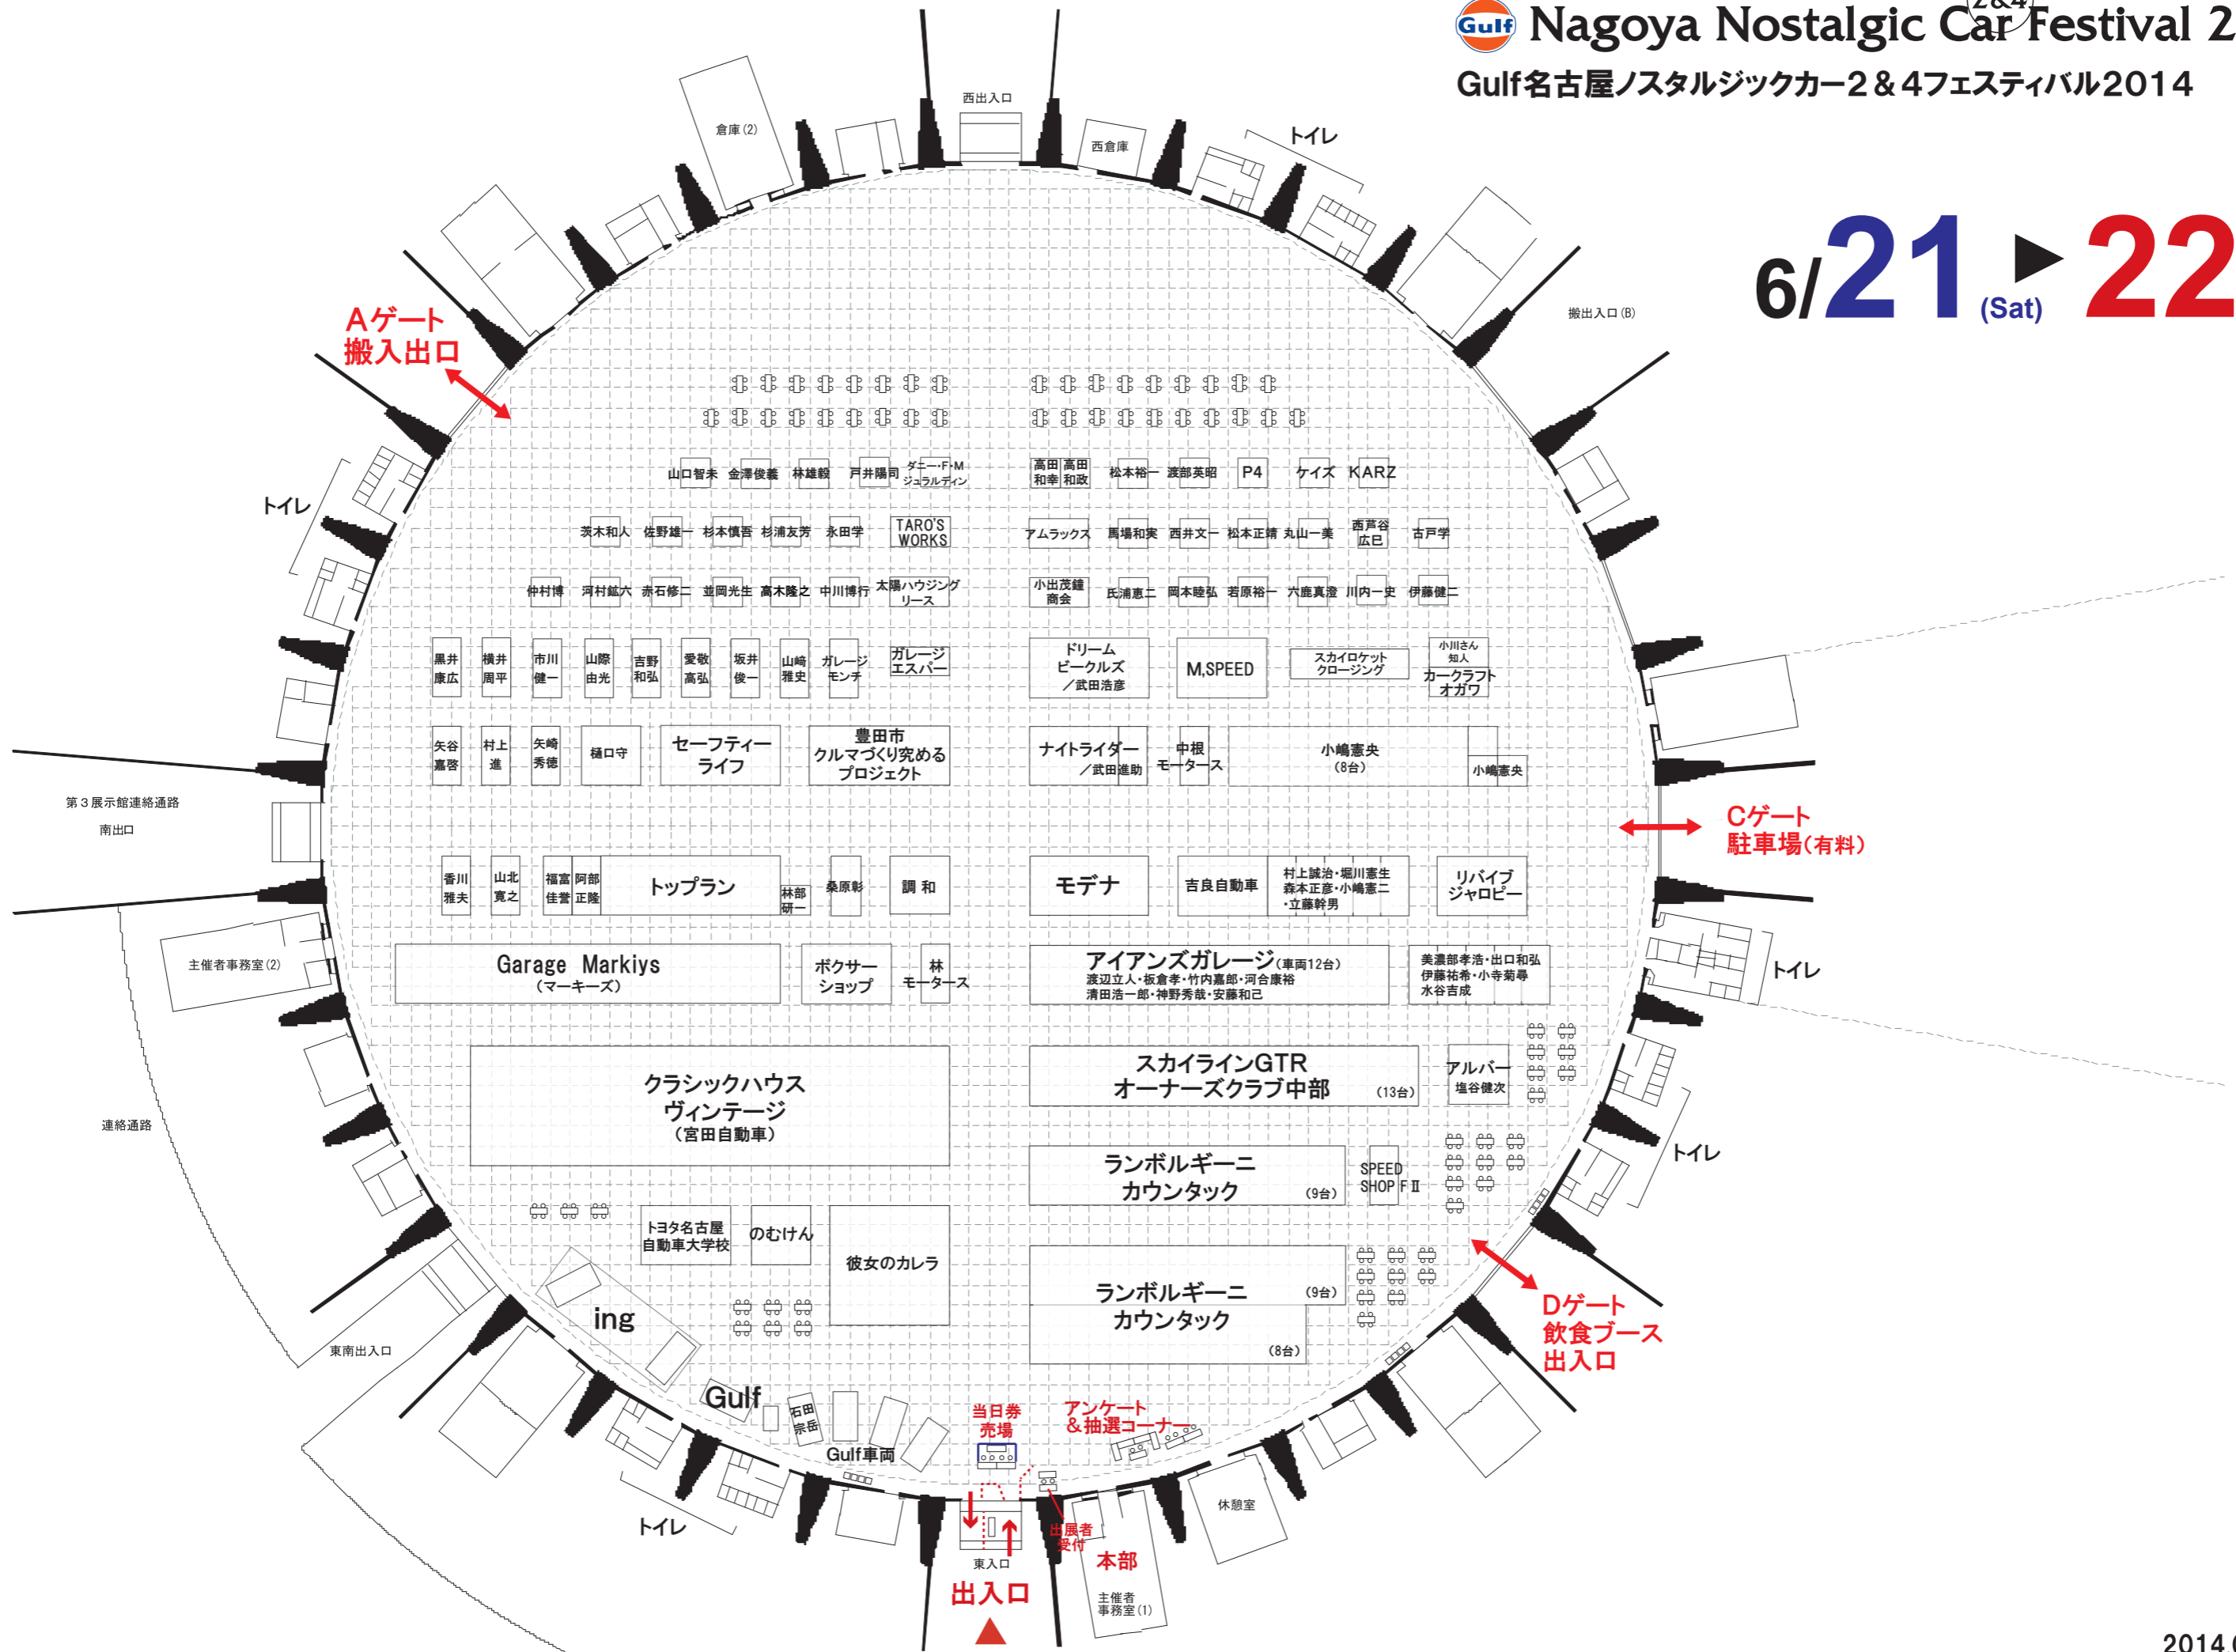 2&4
Gulf Nagoya Nostalgic Car Festival 2
Gulf名古屋ノスタルジックカー2&4フェスティバル2014
6/21(Sat)▶22
西出入口
倉庫(2)
西倉庫
トイレ
搬出入口(B)
Aゲート
搬入出口
トイレ
山口智未 金澤俊義 林雄毅 戸井陽司
ダニー・F・M
ジュラルディン
高田
和幸
高田
和政
松本裕一 渡部英昭 P4 ケイズ KARZ
茨木和人 佐野雄一 杉本慎吾 杉浦友芳 永田学
TARO'S
WORKS
アムラックス 馬場和実 西井文一 松本正靖 丸山一美
西芦谷
広巳
古戸学
仲村博 河村鉱六 赤石修二 並岡光生 高木隆之 中川博行
太陽ハウジング
リース
小出茂鐘
商会
氏浦恵二 岡本睦弘 若原裕一 六鹿真澄 川内一史 伊藤健二
黒井
康広
横井
周平
市川
健一
山際
由光
吉野
和弘
愛敬
高弘
坂井
俊一
山﨑
雅史
ガレージ
モンチ
ガレージ
エスパー
ドリーム
ビークルズ
/武田浩彦
M,SPEED
スカイロケット
クロージング
小川さん
知人
カークラフト
オガワ
矢谷
嘉啓
村上
進
矢崎
秀徳
樋口守
セーフティー
ライフ
豊田市
クルマづくり究める
プロジェクト
ナイトライダー
/武田進助
中根
モータース
小嶋憲央
(8台)
小嶋憲央
第3展示館連絡通路
南出口
Cゲート
駐車場(有料)
香川
雅夫
山北
寛之
福富
佳誉
阿部
正隆
トップラン
林部
研一
桑原彰
調和
モデナ
吉良自動車
村上誠治・堀川憲生
森本正彦・小嶋憲二
・立藤幹男
リバイブ
ジャロピー
主催者事務室(2)
Garage Markiys
(マーキーズ)
ボクサー
ショップ
林
モータース
アイアンズガレージ(車両12台)
渡辺立人・板倉孝・竹内嘉郎・河合康裕
清田浩一郎・神野秀哉・安藤和己
美濃部孝浩・出口和弘
伊藤祐希・小寺菊尋
水谷吉成
トイレ
クラシックハウス
ヴィンテージ
(宮田自動車)
スカイラインGTR
オーナーズクラブ中部
(13台)
アルバー
塩谷健次
連絡通路
トイレ
ランボルギーニ
カウンタック
(9台)
SPEED
SHOP FⅡ
トヨタ名古屋
自動車大学校
のむけん
彼女のカレラ
ランボルギーニ
カウンタック
(9台)
(8台)
Dゲート
飲食ブース
出入口
ing
東南出入口
Gulf
石田
宗岳
Gulf車両
当日券
売場
アンケート
&抽選コーナー
トイレ
休憩室
出展者
受付
東入口
出入口
本部
主催者
事務室(1)
2014.